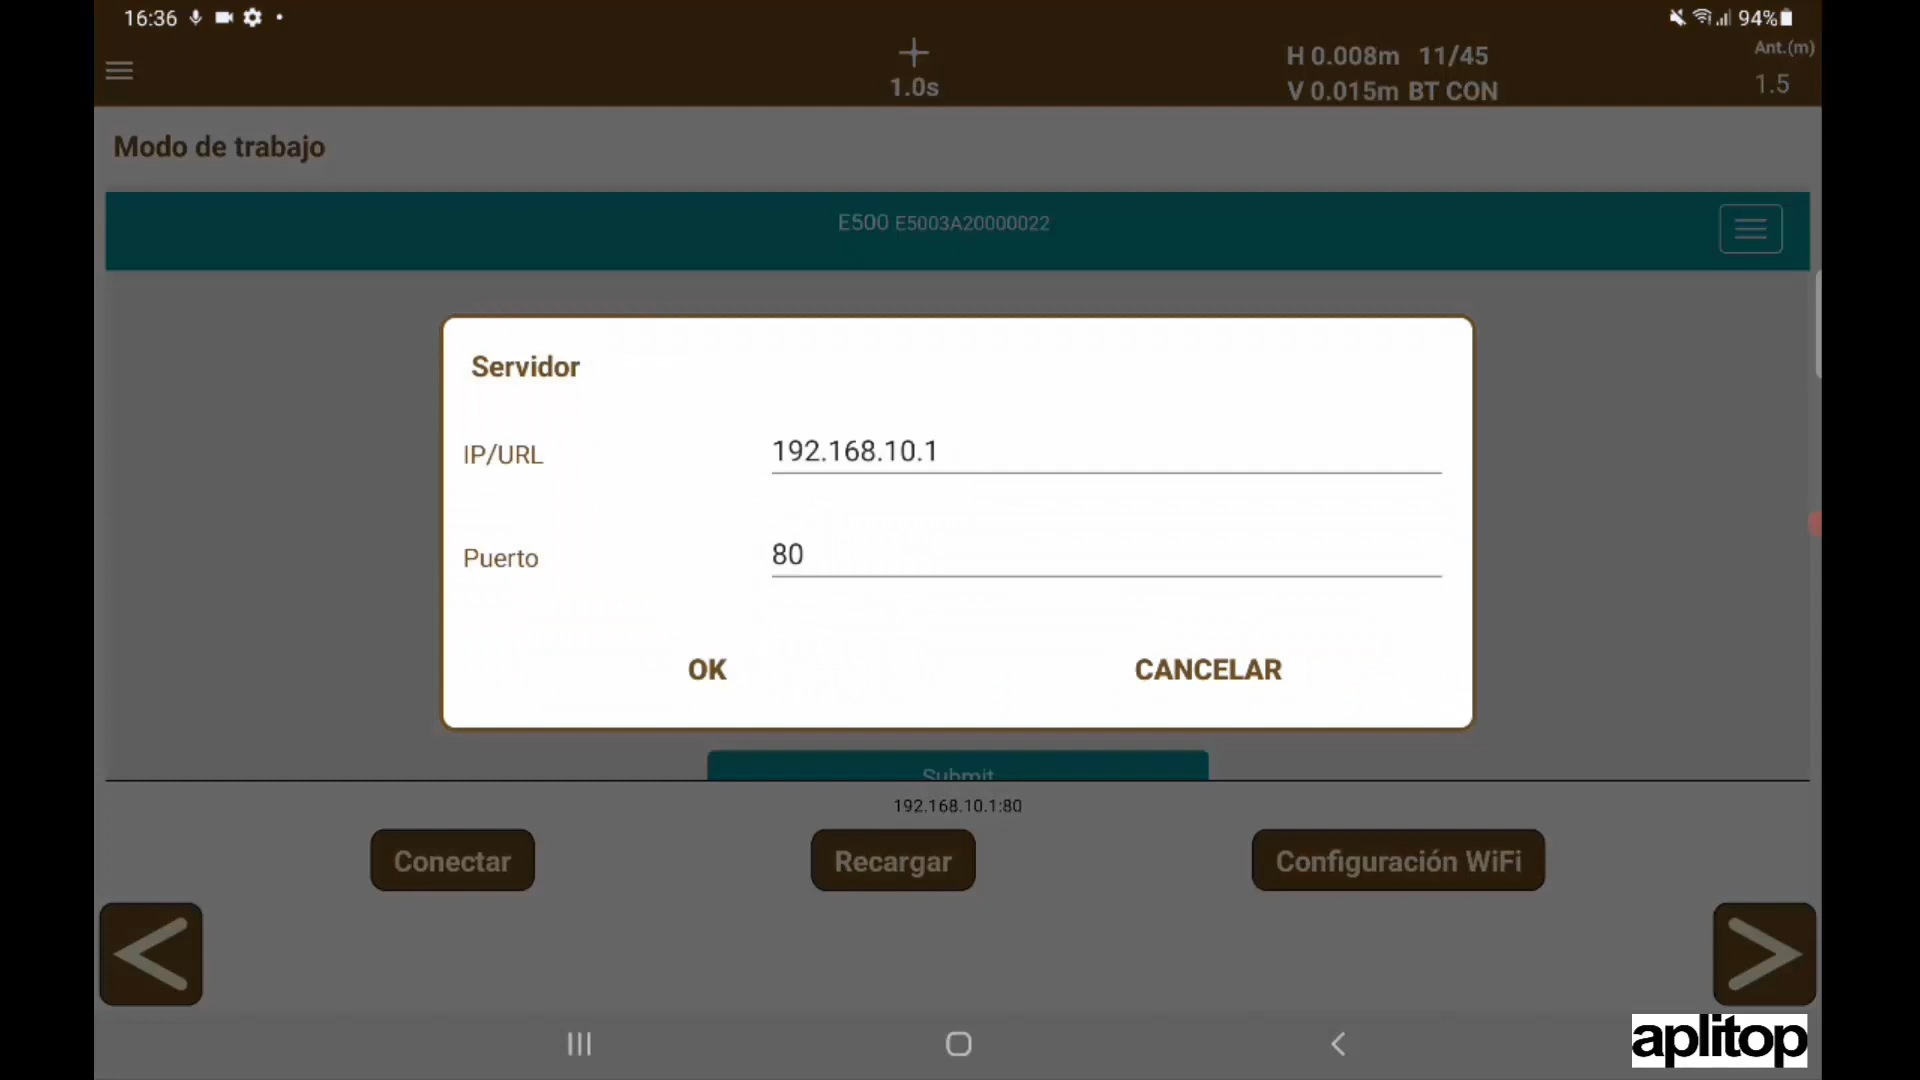 16:36
94%
1.0s
H 0.008m 11/45
V 0.015m BT CON
Ant.(m)
1.5
Modo de trabajo
E500 E5003A20000022
Servidor
IP/URL 192.168.10.1
Puerto 80
OK CANCELAR
Submit
192.168.10.1:80
Conectar Recargar Configuración WiFi
aplitop